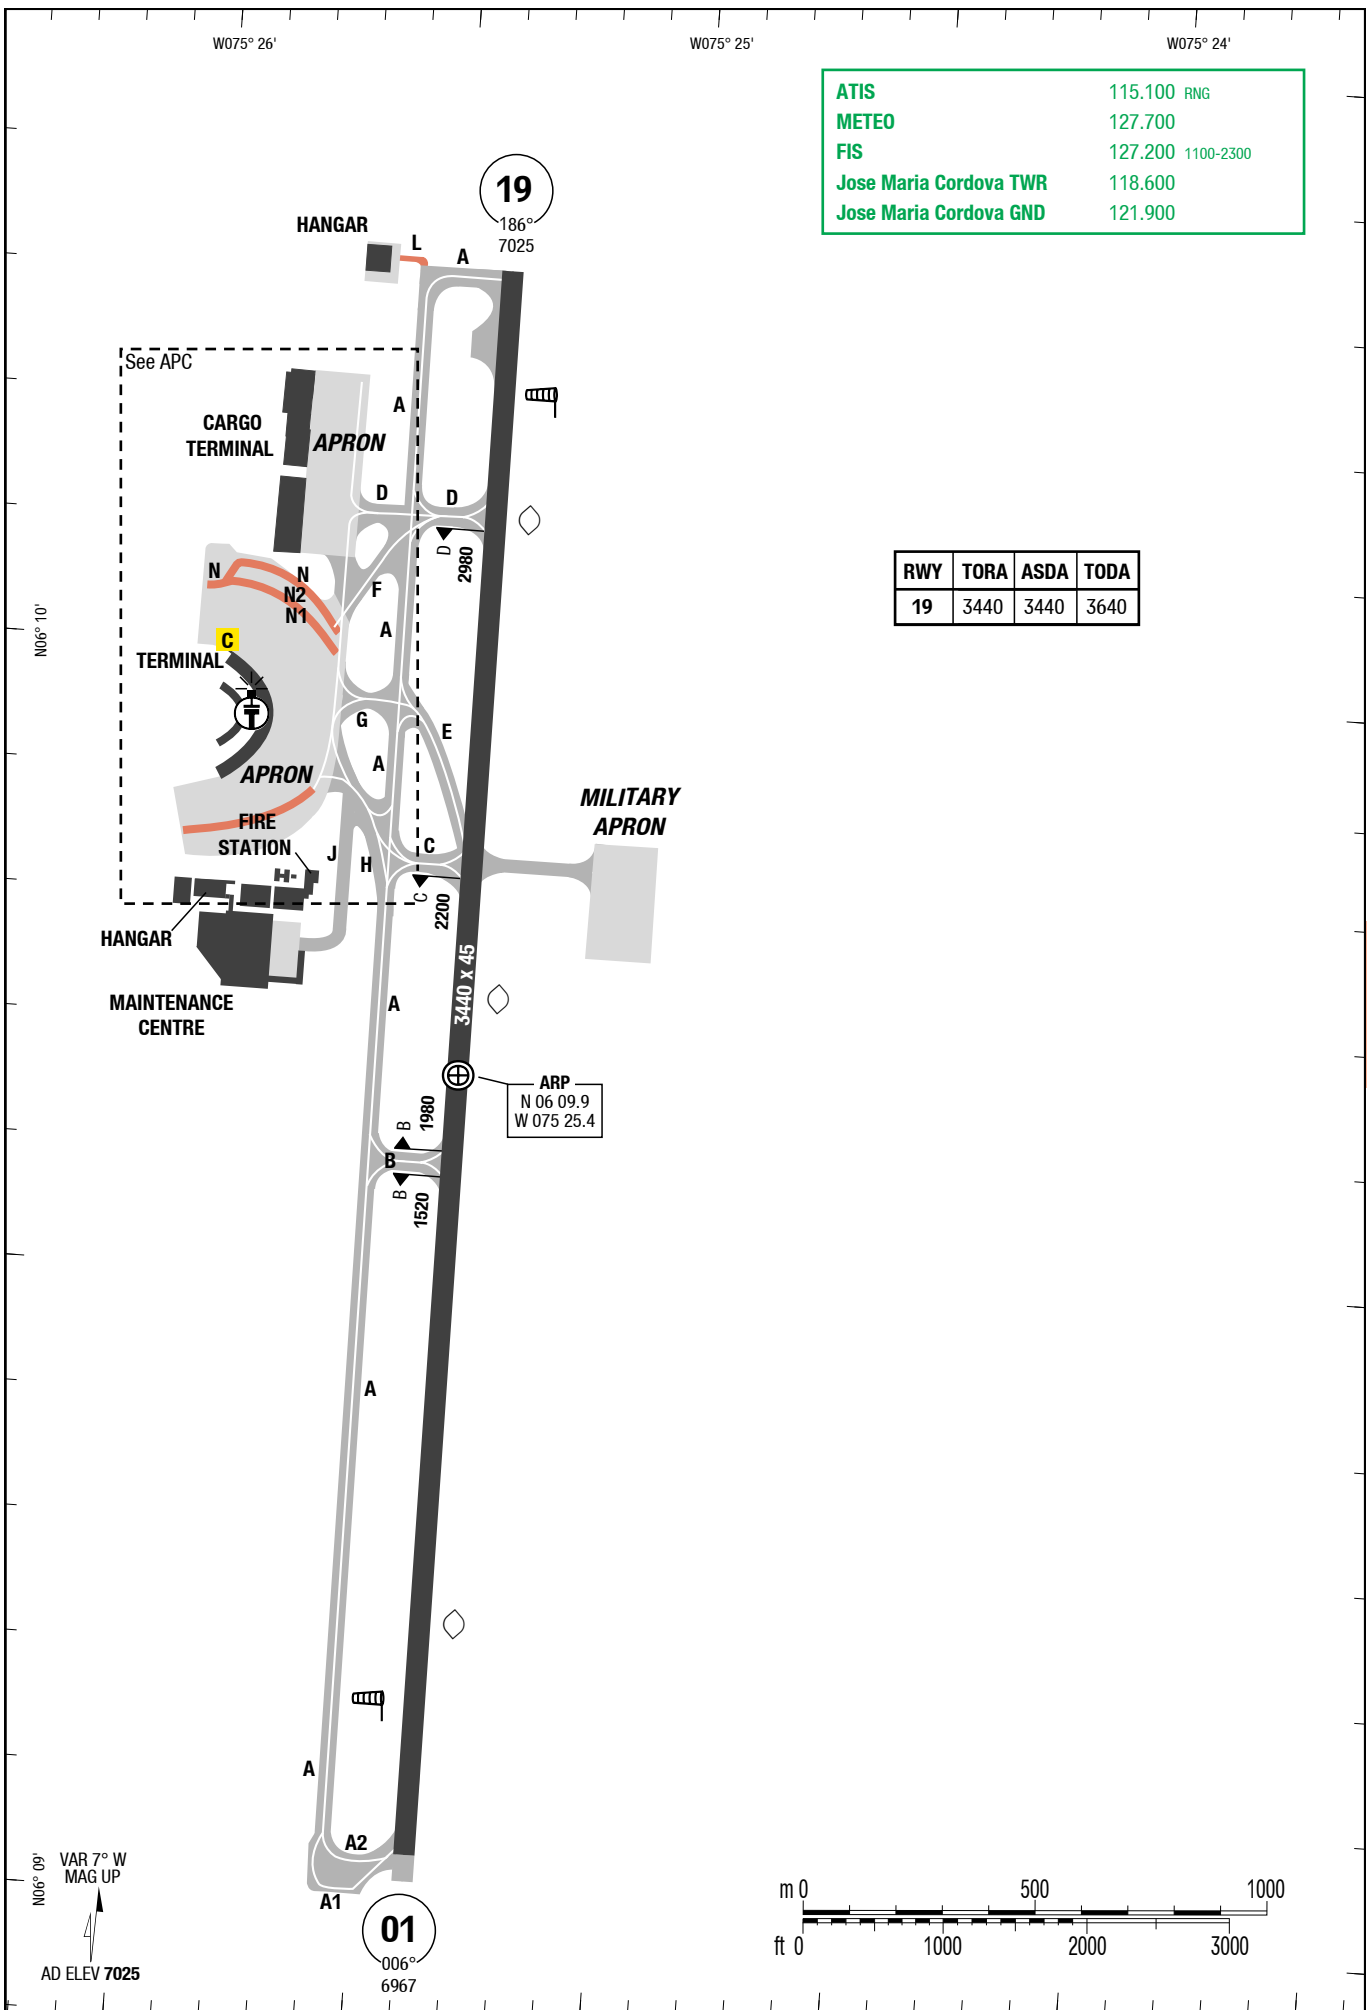 W075° 26'
W075° 25'
W075° 24'
ATIS 115.100 RNG
METEO 127.700
FIS 127.200 1100-2300
Jose Maria Cordova TWR 118.600
Jose Maria Cordova GND 121.900
19
186°
7025
HANGAR
L
A
See APC
A
CARGO
TERMINAL
APRON
D
D
D
2980
RWY TORA ASDA TODA
19 3440 3440 3640
N
N
N2
N1
F
A
N06° 10'
C
TERMINAL
G
E
A
APRON
MILITARY
APRON
FIRE
STATION
J
H
C
C
2200
HANGAR
3440 x 45
MAINTENANCE
CENTRE
A
ARP
N 06 09.9
W 075 25.4
B
1980
B
B
1520
A
A
A2
A1
N06° 09'
VAR 7° W
MAG UP
AD ELEV 7025
01
006°
6967
m 0 500 1000
ft 0 1000 2000 3000